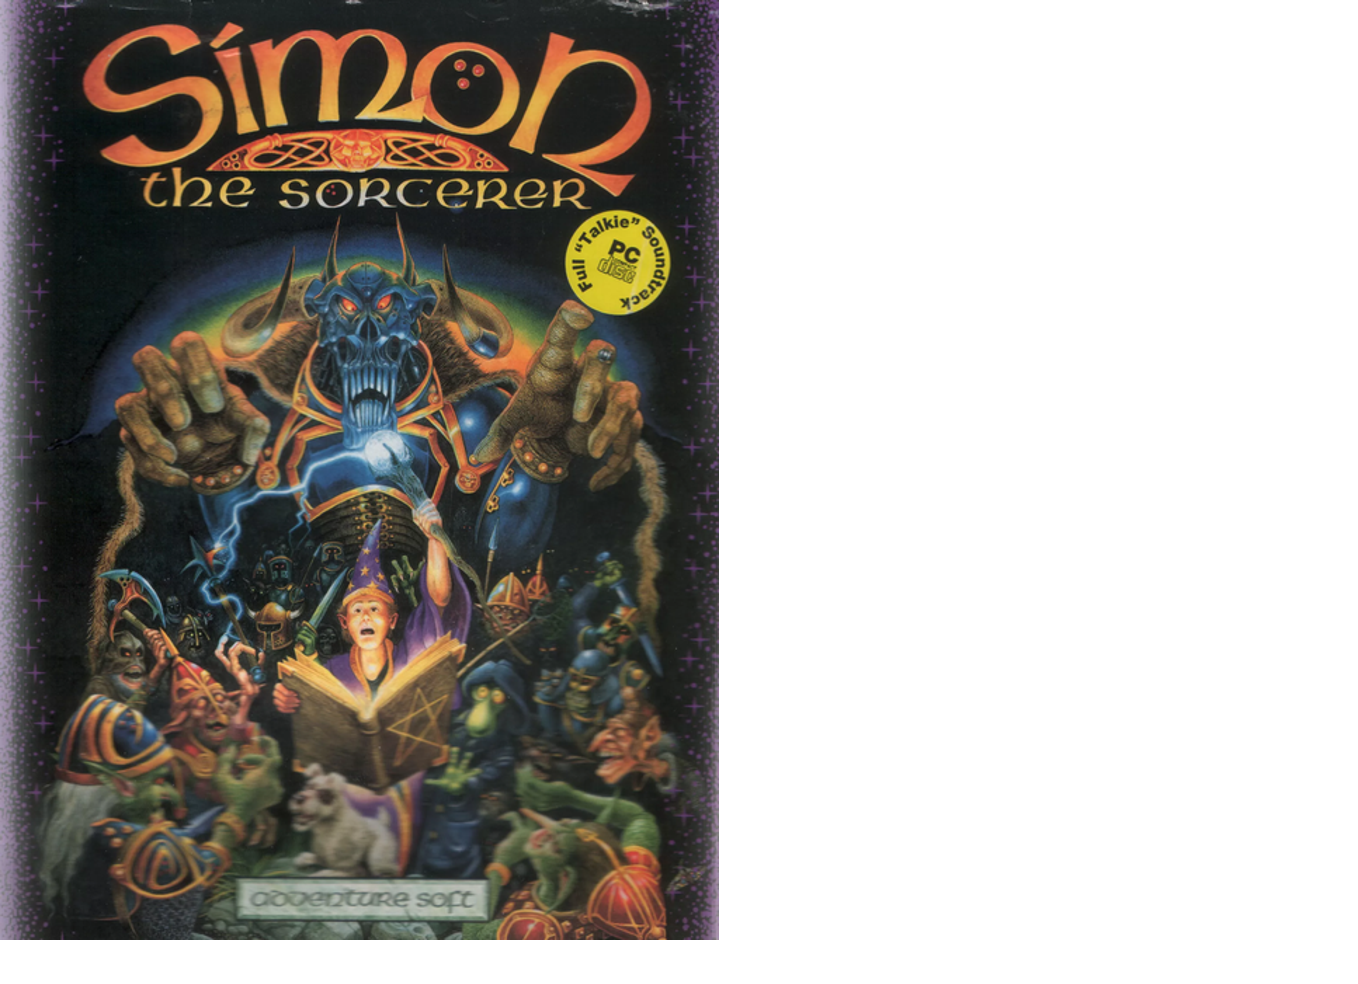 Simon
the sorcerer
Full "Talkie" Soundtrack
PC
disc
adventure soft